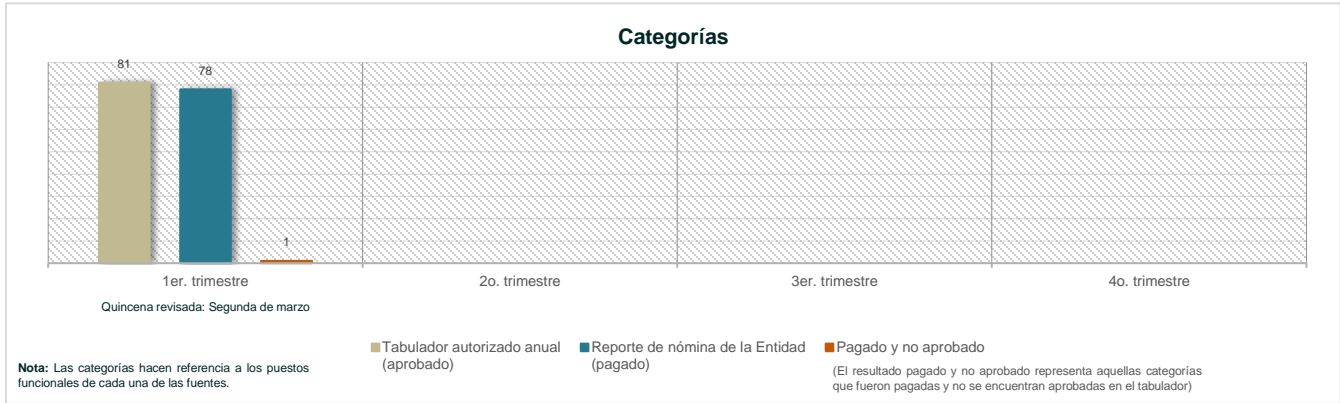 Categorías
81
78
1
1er. trimestre
2o. trimestre
3er. trimestre
4o. trimestre
Quincena revisada: Segunda de marzo
Tabulador autorizado anual
(aprobado)
Reporte de nómina de la Entidad
(pagado)
Pagado y no aprobado
(El resultado pagado y no aprobado representa aquellas categorías
que fueron pagadas y no se encuentran aprobadas en el tabulador)
Nota: Las categorías hacen referencia a los puestos
funcionales de cada una de las fuentes.